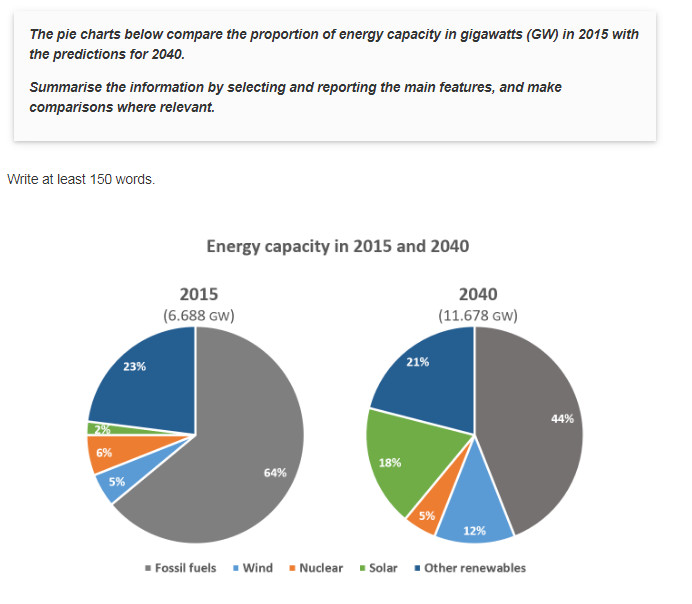 The pie charts below compare the proportion of energy capacity in gigawatts (GW) in 2015 with
the predictions for 2040.
Summarise the information by selecting and reporting the main features, and make
comparisons where relevant.
Write at least 150 words.
Energy capacity in 2015 and 2040
2015
(6.688 GW)
23%
2%
6%
5%
64%
2040
(11.678 GW)
21%
44%
18%
5%
12%
Fossil fuels Wind Nuclear Solar Other renewables